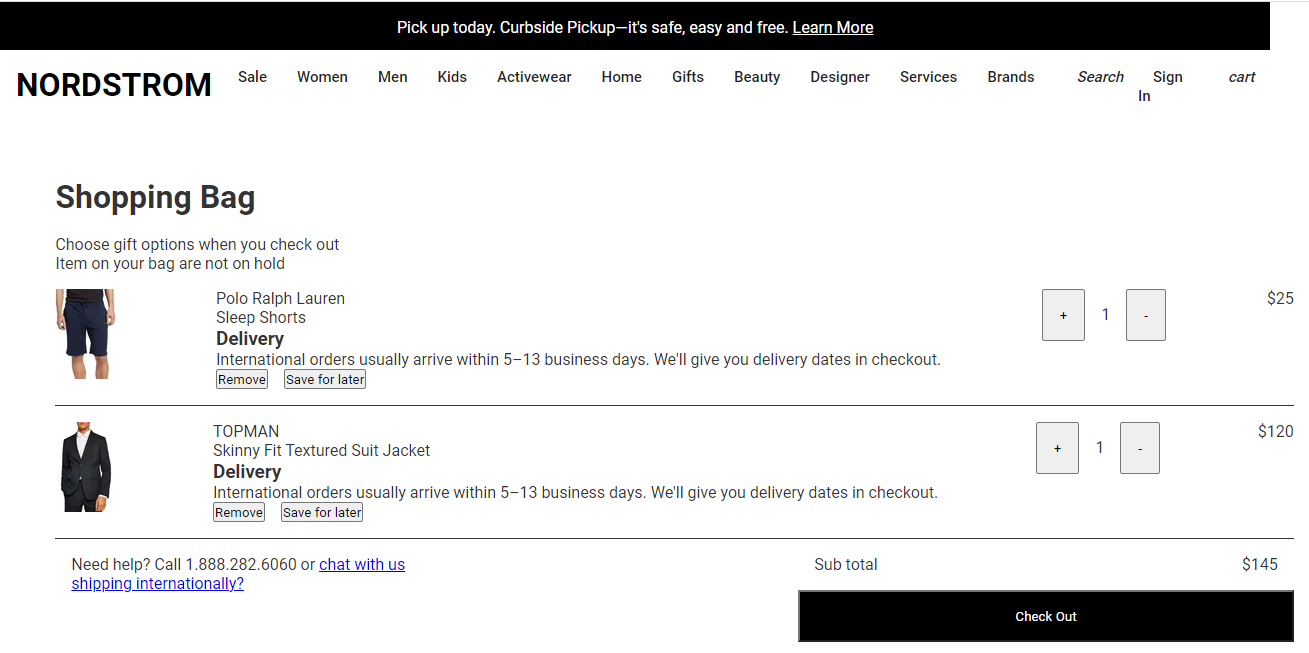 Pick up today. Curbside Pickup—it's safe, easy and free. Learn More
NORDSTROM Sale Women Men Kids Activewear Home Gifts Beauty Designer Services Brands Search Sign In cart
Shopping Bag
Choose gift options when you check out
Item on your bag are not on hold
Polo Ralph Lauren + 1 - $25
Sleep Shorts
Delivery
International orders usually arrive within 5–13 business days. We'll give you delivery dates in checkout.
Remove Save for later
TOPMAN + 1 - $120
Skinny Fit Textured Suit Jacket
Delivery
International orders usually arrive within 5–13 business days. We'll give you delivery dates in checkout.
Remove Save for later
Need help? Call 1.888.282.6060 or chat with us Sub total $145
shipping internationally?
Check Out